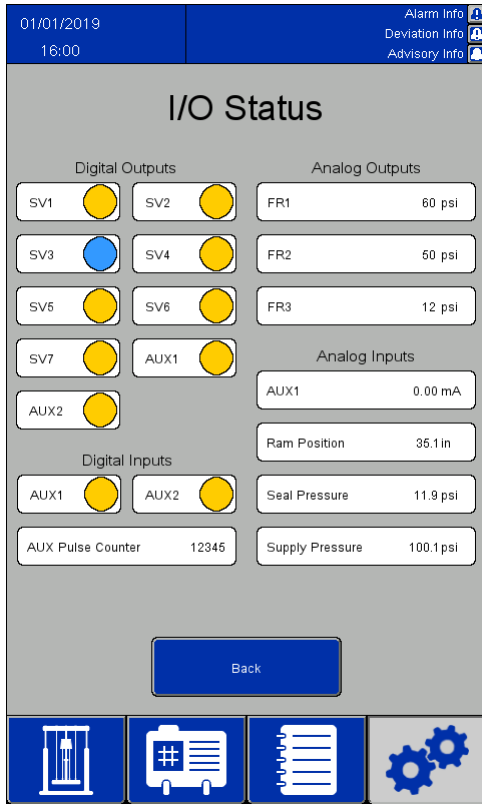 01/01/2019
16:00
Alarm Info
Deviation Info
Advisory Info
I/O Status
Digital Outputs
SV1
SV2
SV3
SV4
SV5
SV6
SV7
AUX1
AUX2
Digital Inputs
AUX1
AUX2
AUX Pulse Counter 12345
Analog Outputs
FR1 60 psi
FR2 50 psi
FR3 12 psi
Analog Inputs
AUX1 0.00 mA
Ram Position 35.1 in
Seal Pressure 11.9 psi
Supply Pressure 100.1 psi
Back